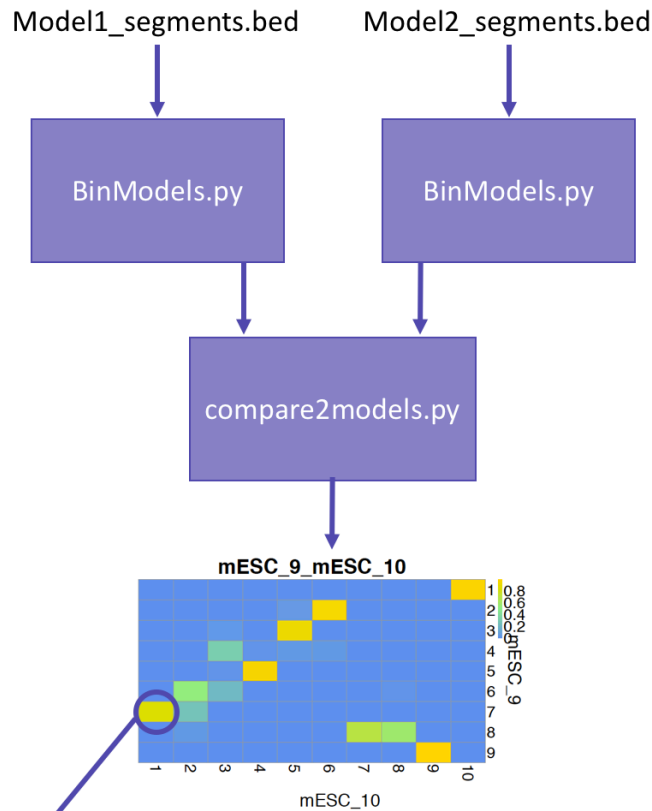 Model1_segments.bed Model2_segments.bed
BinModels.py BinModels.py
compare2models.py
mESC_9_mESC_10
1
2
3
4
5
6
7
8
9
0.8
0.6
0.4
0.2
0
mESC_9
1 2 3 4 5 6 7 8 9 10
mESC_10